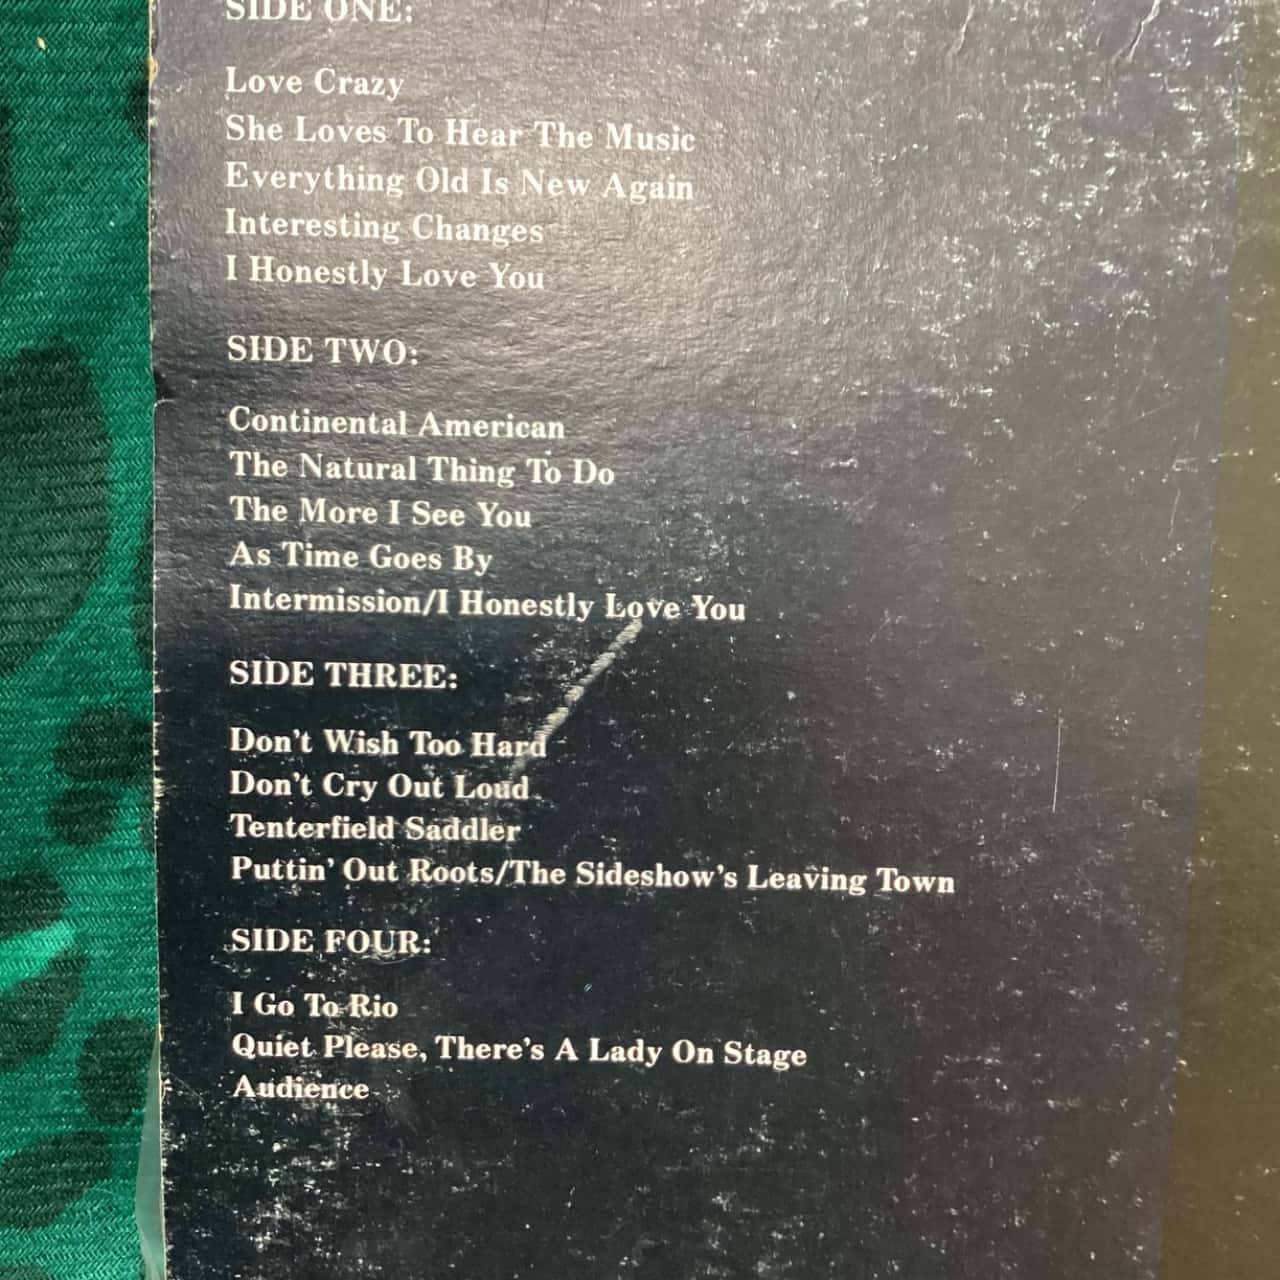 SIDE ONE:
Love Crazy
She Loves To Hear The Music
Everything Old Is New Again
Interesting Changes
I Honestly Love You
SIDE TWO:
Continental American
The Natural Thing To Do
The More I See You
As Time Goes By
Intermission/I Honestly Love You
SIDE THREE:
Don't Wish Too Hard
Don't Cry Out Loud
Tenterfield Saddler
Puttin' Out Roots/The Sideshow's Leaving Town
SIDE FOUR:
I Go To Rio
Quiet Please, There's A Lady On Stage
Audience